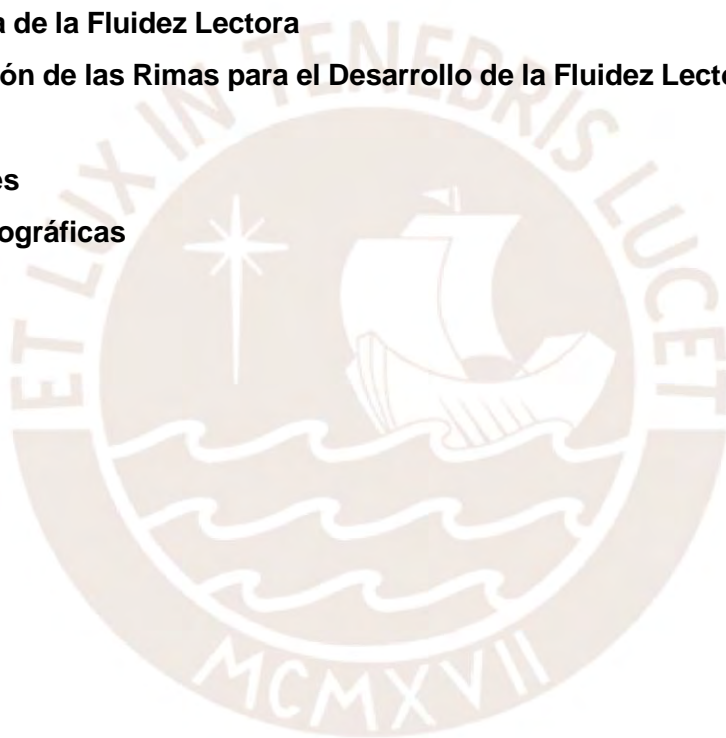 a de la Fluidez Lectora
ón de las Rimas para el Desarrollo de la Fluidez Lecto
es
ográficas
ET LUX IN TENEBRIS LUCET
MCMXVII